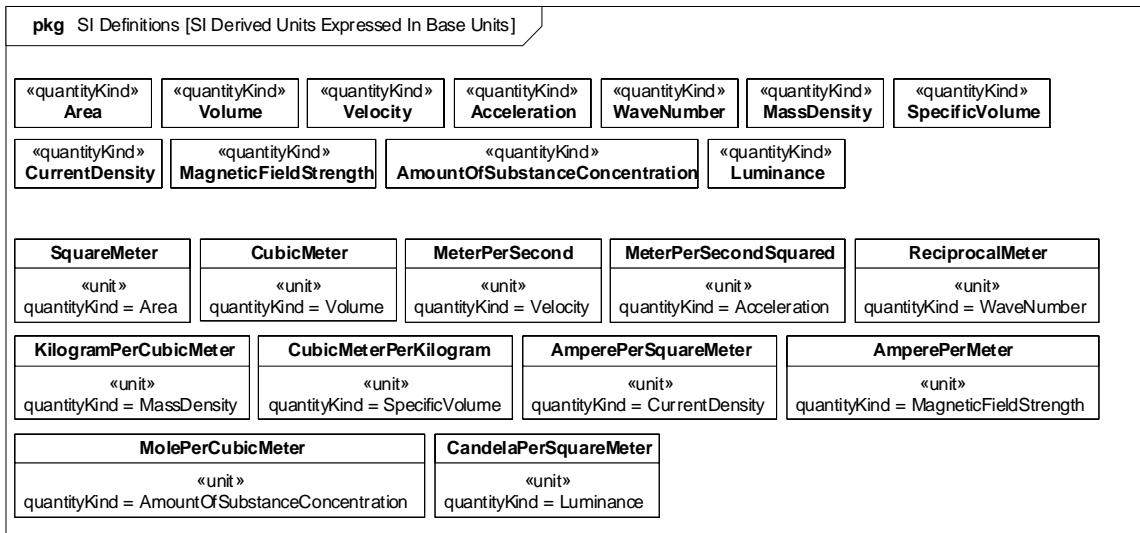 pkg SI Definitions [SI Derived Units Expressed In Base Units]
«quantityKind» «quantityKind» «quantityKind» «quantityKind» «quantityKind» «quantityKind» «quantityKind»
Area Volume Velocity Acceleration WaveNumber MassDensity SpecificVolume
«quantityKind» «quantityKind» «quantityKind» «quantityKind»
CurrentDensity MagneticFieldStrength AmountOfSubstanceConcentration Luminance
SquareMeter CubicMeter MeterPerSecond MeterPerSecondSquared ReciprocalMeter
«unit» «unit» «unit» «unit» «unit»
quantityKind = Area quantityKind = Volume quantityKind = Velocity quantityKind = Acceleration quantityKind = WaveNumber
KilogramPerCubicMeter CubicMeterPerKilogram AmperePerSquareMeter AmperePerMeter
«unit» «unit» «unit» «unit»
quantityKind = MassDensity quantityKind = SpecificVolume quantityKind = CurrentDensity quantityKind = MagneticFieldStrength
MolePerCubicMeter CandelaPerSquareMeter
«unit» «unit»
quantityKind = AmountOfSubstanceConcentration quantityKind = Luminance